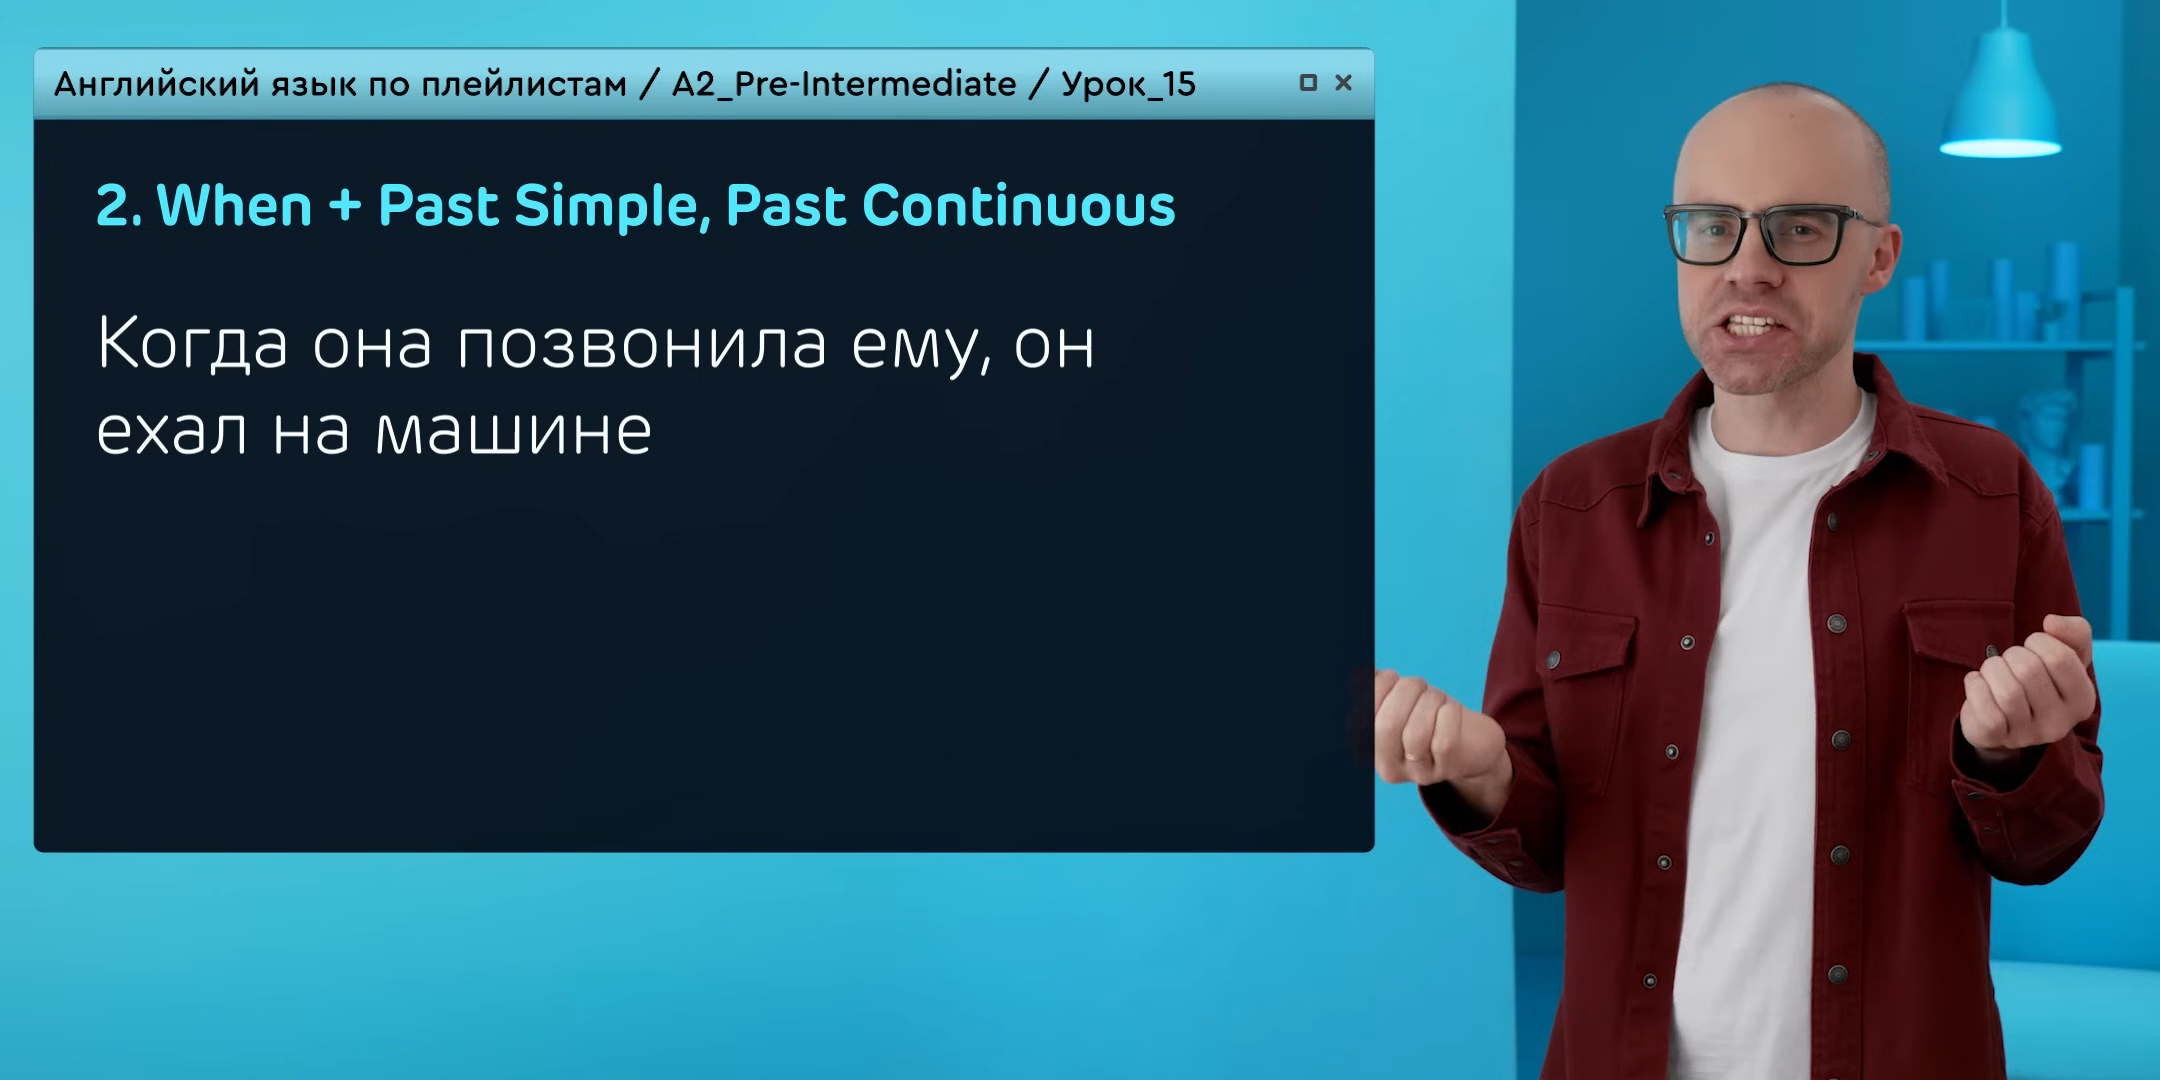 Английский язык по плейлистам / A2_Pre-Intermediate / Урок_15
2. When + Past Simple, Past Continuous
Когда она позвонила ему, он
ехал на машине